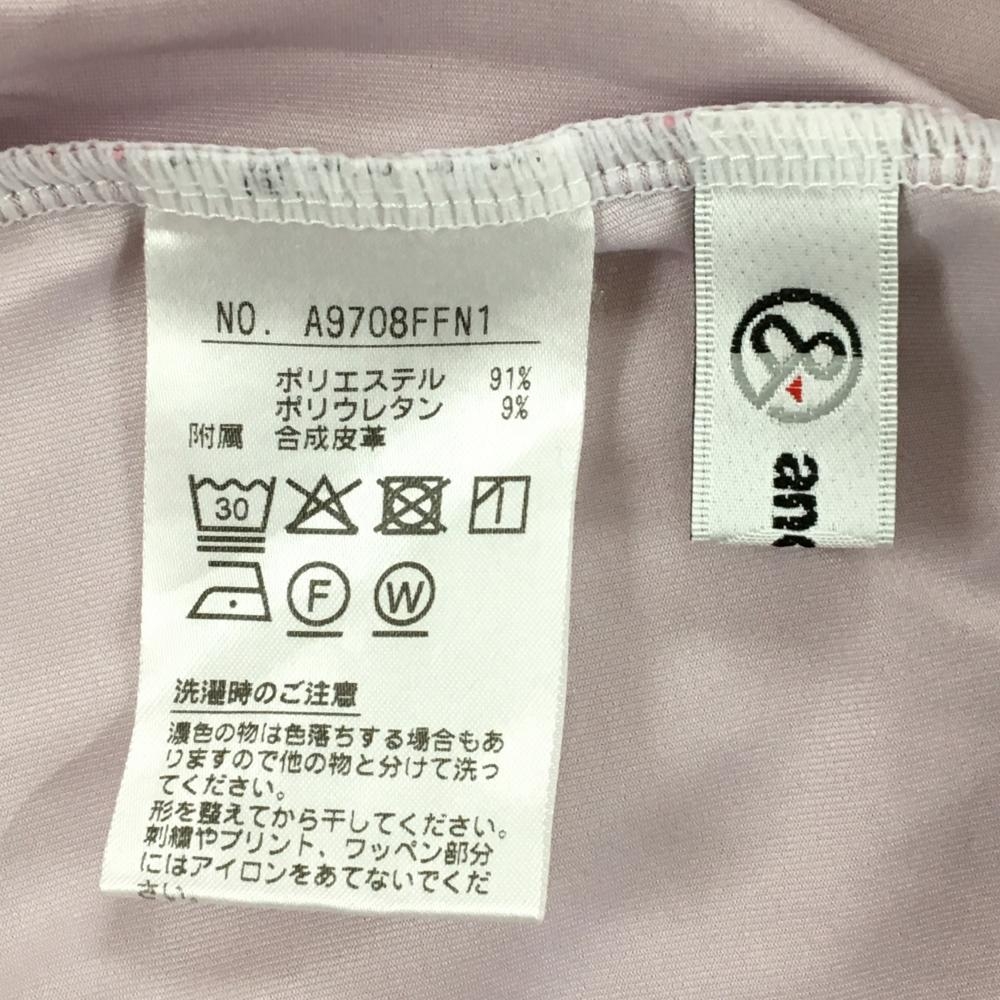 NO. A9708FFN1
ポリエステル 91%
ポリウレタン 9%
附属 合成皮革
30
F W
洗濯時のご注意
濃色の物は色落ちする場合もあ
りますので他の物と分けて洗っ
てください。
形を整えてから干してください。
刺繍やプリント、ワッペン部分
にはアイロンをあてないでくだ
さい。